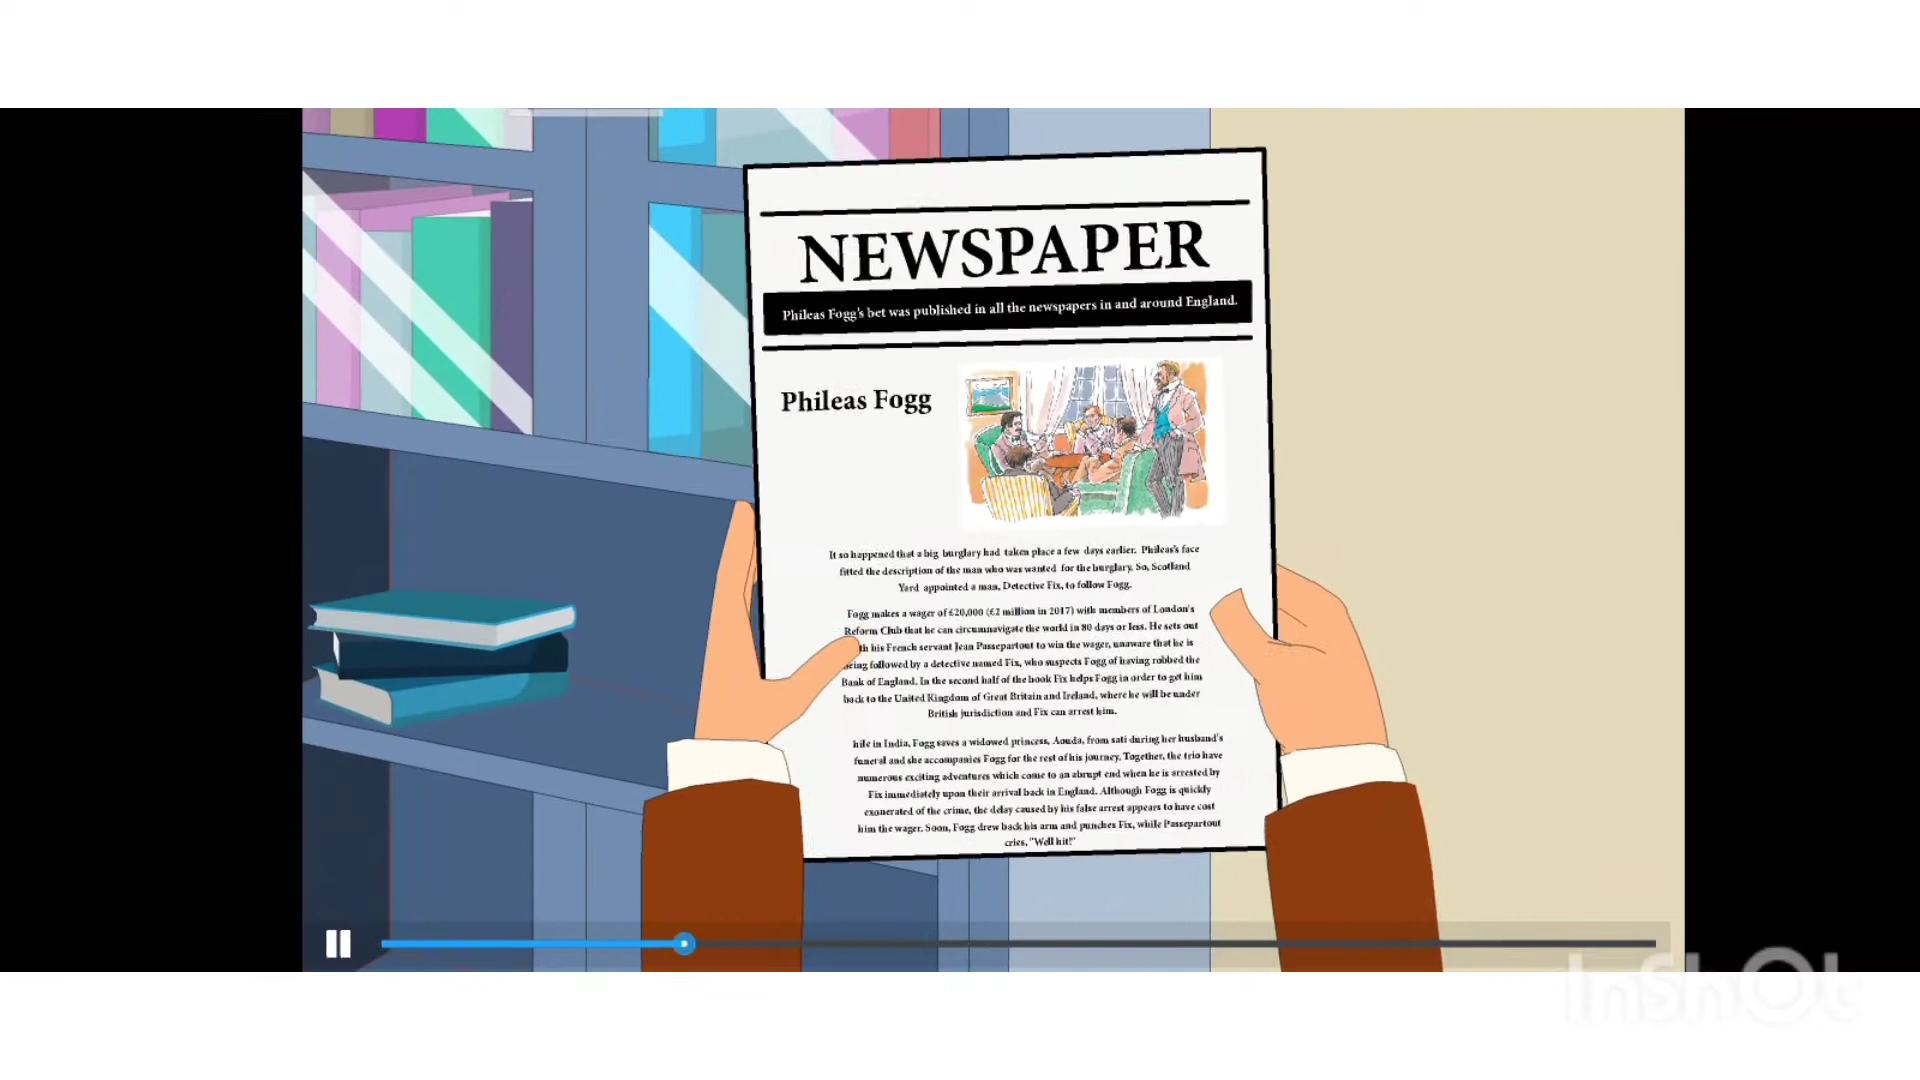 NEWSPAPER
Phileas Fogg's bet was published in all the newspapers in and around England.
Phileas Fogg
It so happened that a big burglary had taken place a few days earlier. Phileas's face
fitted the description of the man who was wanted for the burglary. So, Scotland
Yard appointed a man, Detective Fix, to follow Fogg.
Fogg makes a wager of £20,000 (£2 million in 2017) with members of London's
Reform Club that he can circumnavigate the world in 80 days or less. He sets out
th his French servant Jean Passepartout to win the wager, unaware that he is
eing followed by a detective named Fix, who suspects Fogg of having robbed the
Bank of England. In the second half of the book Fix helps Fogg in order to get him
back to the United Kingdom of Great Britain and Ireland, where he will be under
British jurisdiction and Fix can arrest him.
hile in India, Fogg saves a widowed princess, Aouda, from sati during her husband's
funeral and she accompanies Fogg for the rest of his journey. Together, the trio have
numerous exciting adventures which come to an abrupt end when he is arrested by
Fix immediately upon their arrival back in England. Although Fogg is quickly
exonerated of the crime, the delay caused by his false arrest appears to have cost
him the wager. Soon, Fogg drew back his arm and punches Fix, while Passepartout
cries, "Well hit!"
InShOt